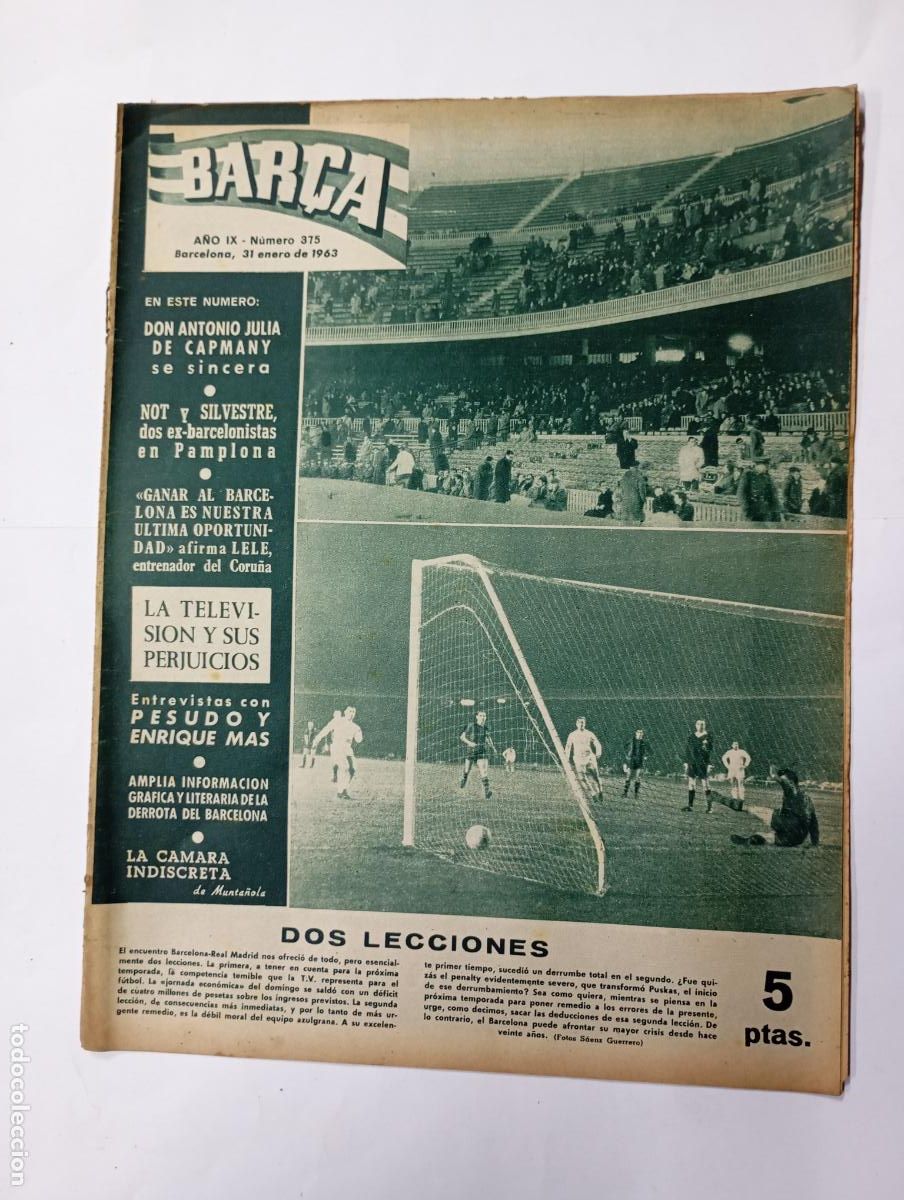 BARÇA
AÑO IX - Número 375
Barcelona, 31 enero de 1963
EN ESTE NUMERO:
DON ANTONIO JULIA
DE CAPMANY
se sincera
NOT y SILVESTRE,
dos ex-barcelonistas
en Pamplona
«GANAR AL BARCE-
LONA ES NUESTRA
ULTIMA OPORTUNI-
DAD» afirma LELE,
entrenador del Coruña
LA TELEVI-
SION Y SUS
PERJUICIOS
Entrevistas con
PESUDO Y
ENRIQUE MAS
AMPLIA INFORMACION
GRAFICA Y LITERARIA DE LA
DERROTA DEL BARCELONA
LA CAMARA
INDISCRETA
de Muntañola
DOS LECCIONES
El encuentro Barcelona-Real Madrid nos ofreció de todo, pero esencial-
mente dos lecciones. La primera, a tener en cuenta para la próxima
temporada, la competencia temible que la T.V. representa para el
fútbol. La «jornada económica» del domingo se saldó con un déficit
de cuatro millones de pesetas sobre los ingresos previstos. La segunda
lección, de consecuencias más inmediatas, y por lo tanto de más ur-
gente remedio, es la débil moral del equipo azulgrana. A su excelen-
te primer tiempo, sucedió un derrumbe total en el segundo. ¿Fue qui-
zás el penalty evidentemente severo, que transformó Puskas, el inicio
de ese derrumbamiento? Sea como quiera, mientras se piensa en la
próxima temporada para poner remedio a los errores de la presente,
urge, como decimos, sacar las deducciones de esa segunda lección. De
lo contrario, el Barcelona puede afrontar su mayor crisis desde hace
veinte años. (Fotos Sáenz Guerrero)
5
ptas.
todocoleccion.net